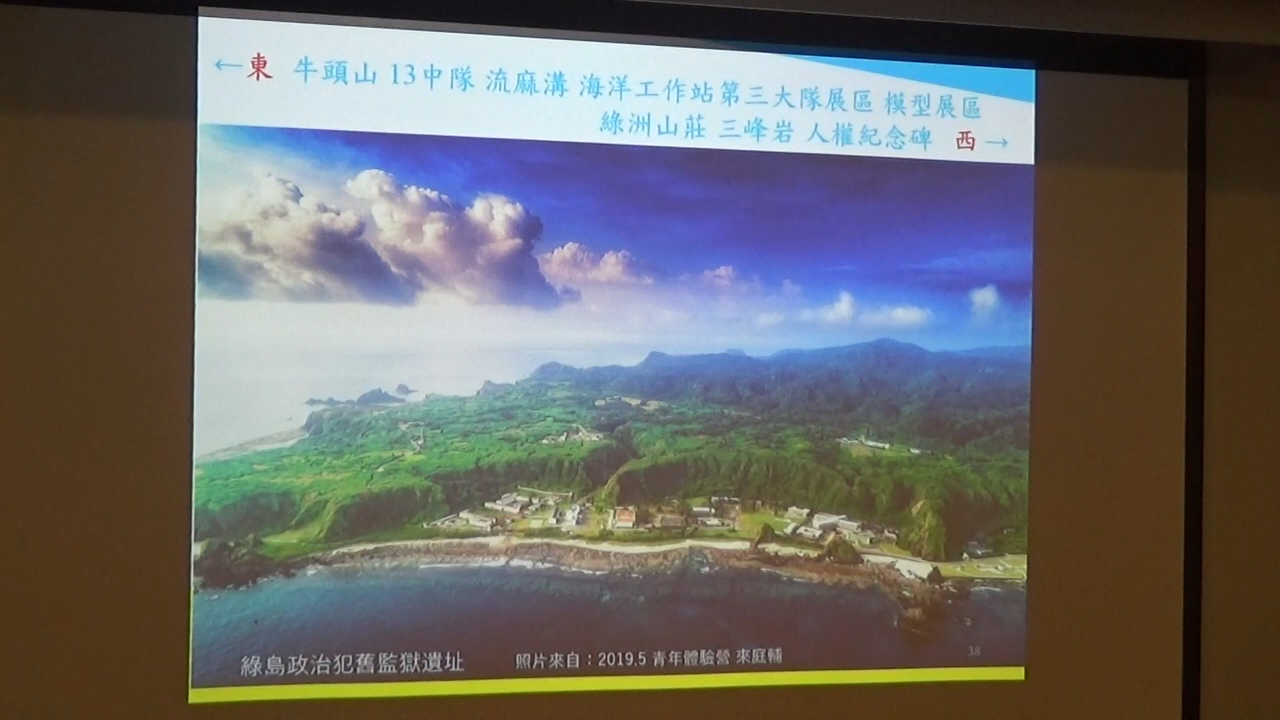 ←東 牛頭山 13中隊 流麻溝 海洋工作站第三大隊展區 模型展區
綠洲山莊 三峰岩 人權紀念碑 西→
綠島政治犯舊監獄遺址 照片來自：2019.5 青年體驗營 來庭輔 38